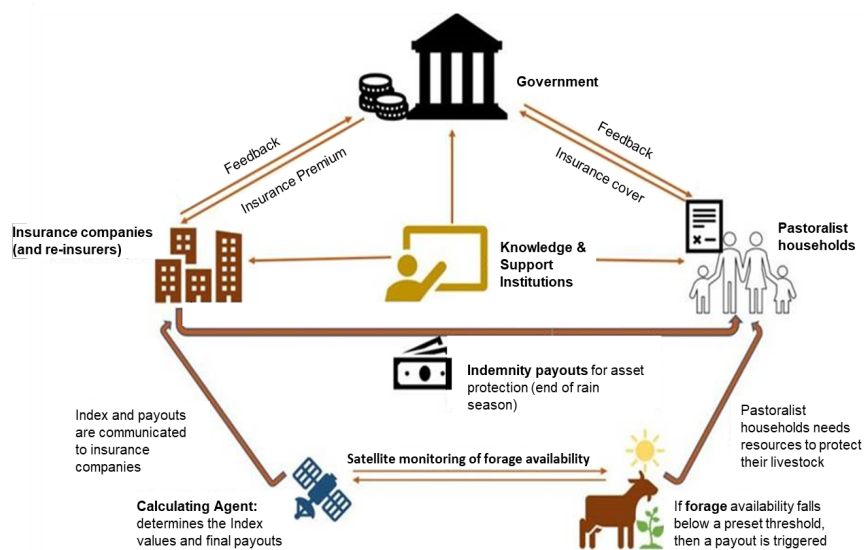 Government
Feedback
Insurance Premium
Feedback
Insurance cover
Insurance companies
(and re-insurers)
Knowledge &
Support
Institutions
Pastoralist
households
Indemnity payouts for asset
protection (end of rain
season)
Index and payouts
are communicated
to insurance
companies
Pastoralist
households needs
resources to protect
their livestock
Satellite monitoring of forage availability
Calculating Agent:
determines the Index
values and final payouts
If forage availability falls
below a preset threshold,
then a payout is triggered